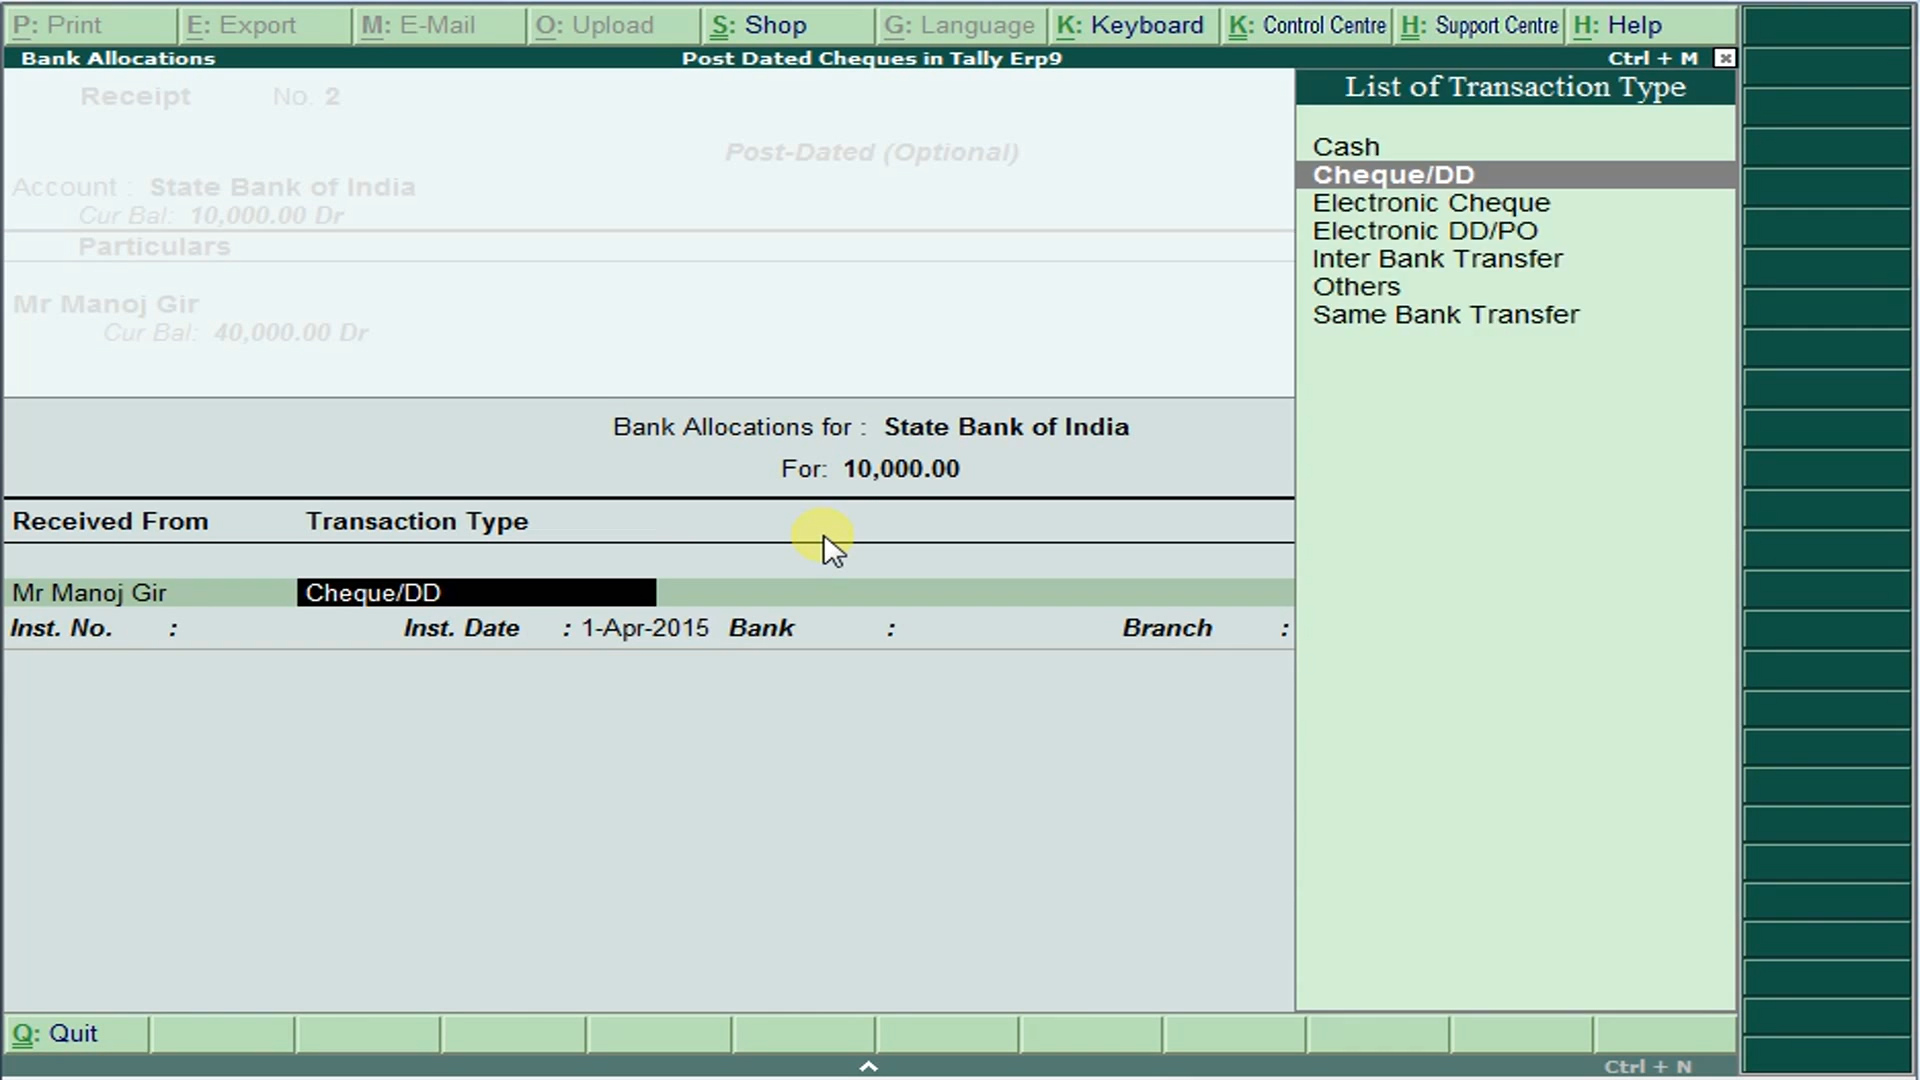 P: Print E: Export M: E-Mail O: Upload S: Shop G: Language K: Keyboard K: Control Centre H: Support Centre H: Help
Bank Allocations Post Dated Cheques in Tally Erp9 Ctrl + M
Receipt No. 2
Post-Dated (Optional)
Account : State Bank of India
Cur Bal: 10,000.00 Dr
Particulars
Mr Manoj Gir
Cur Bal: 40,000.00 Dr
Bank Allocations for : State Bank of India
For: 10,000.00
Received From Transaction Type
Mr Manoj Gir Cheque/DD
Inst. No. : Inst. Date : 1-Apr-2015 Bank : Branch :
List of Transaction Type
Cash
Cheque/DD
Electronic Cheque
Electronic DD/PO
Inter Bank Transfer
Others
Same Bank Transfer
Q: Quit
Ctrl + N